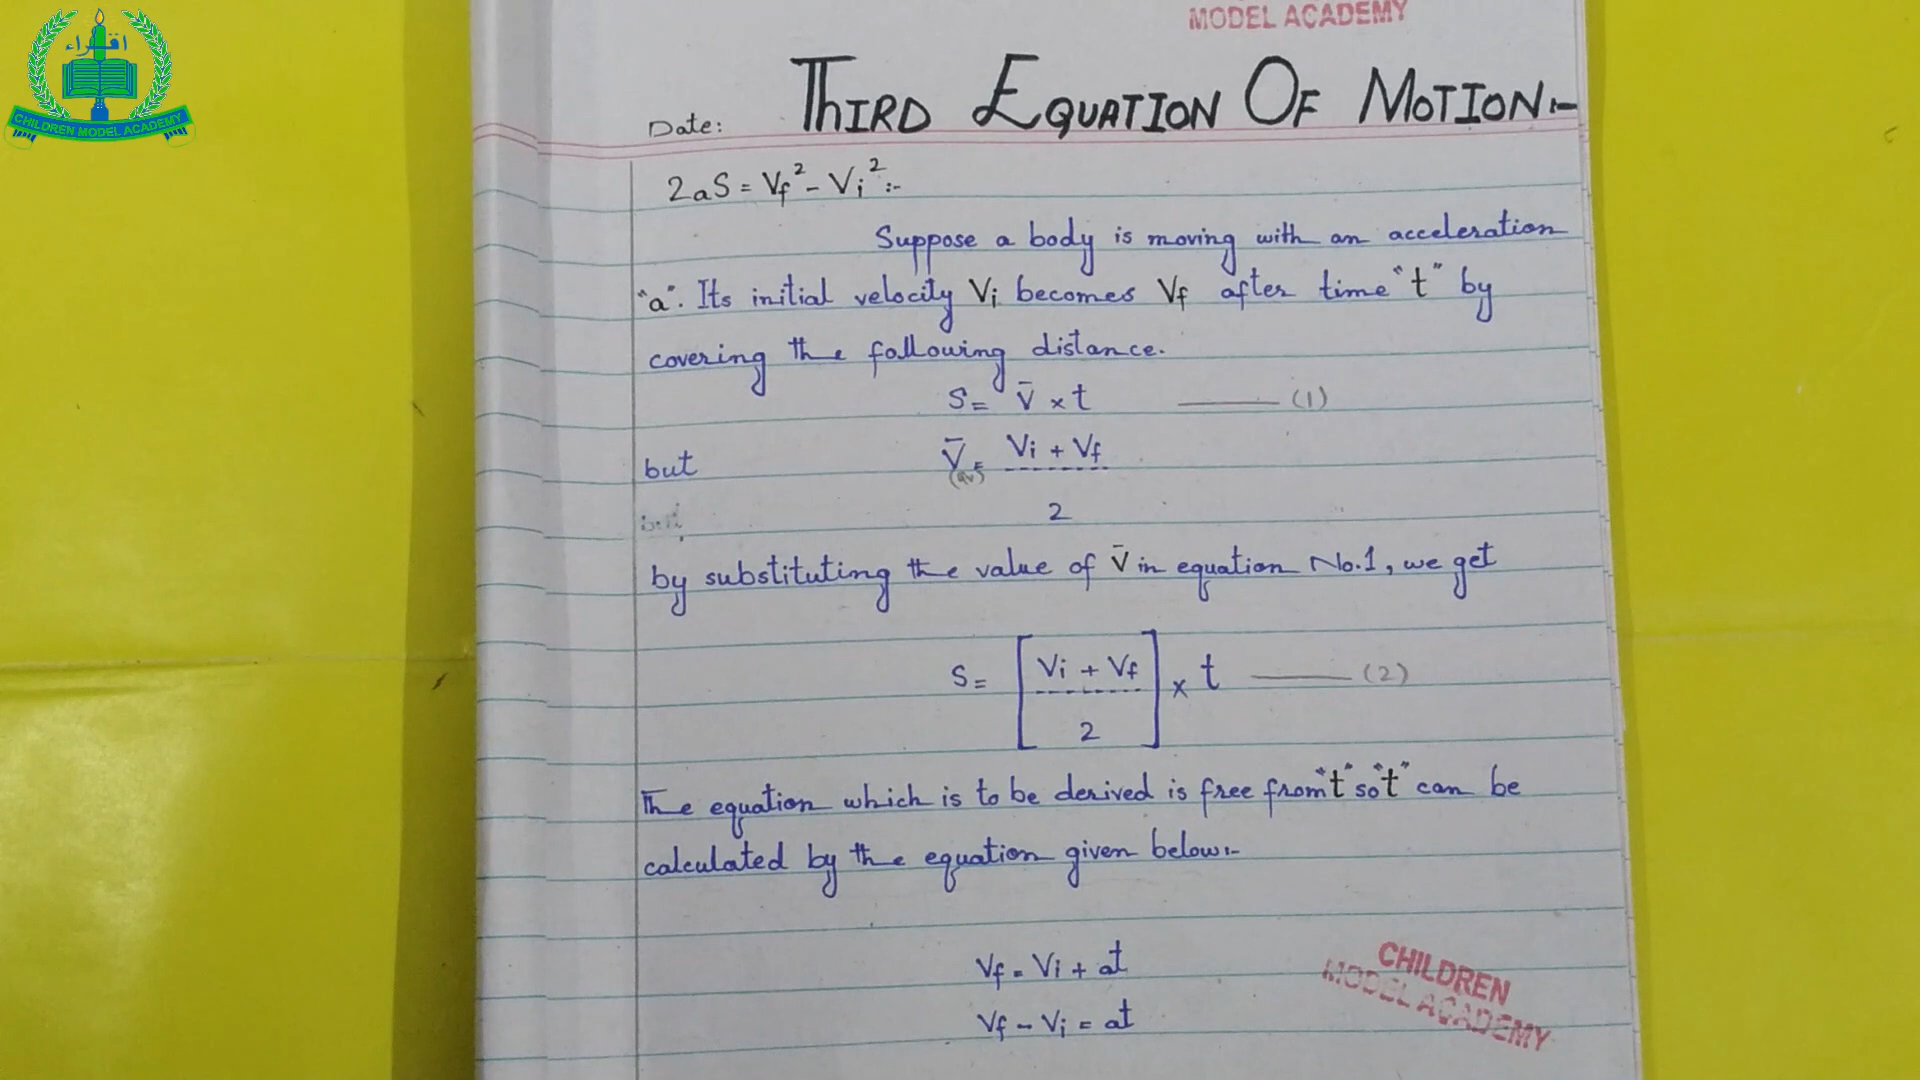 اقراء
CHILDREN MODEL ACADEMY
MODEL ACADEMY
Date: THIRD EQUATION OF MOTION:-
2aS = Vf² - Vi² :-
Suppose a body is moving with an acceleration
"a". Its initial velocity Vi becomes Vf after time "t" by
covering the following distance.
S = V̄ × t ——— (1)
but V̄(av) = Vi + Vf
2
by substituting the value of V̄ in equation No.1, we get
S = [Vi + Vf / 2] × t ——— (2)
The equation which is to be derived is free from "t" so "t" can be
calculated by the equation given below:-
Vf = Vi + at
Vf - Vi = at
CHILDREN
MODEL ACADEMY